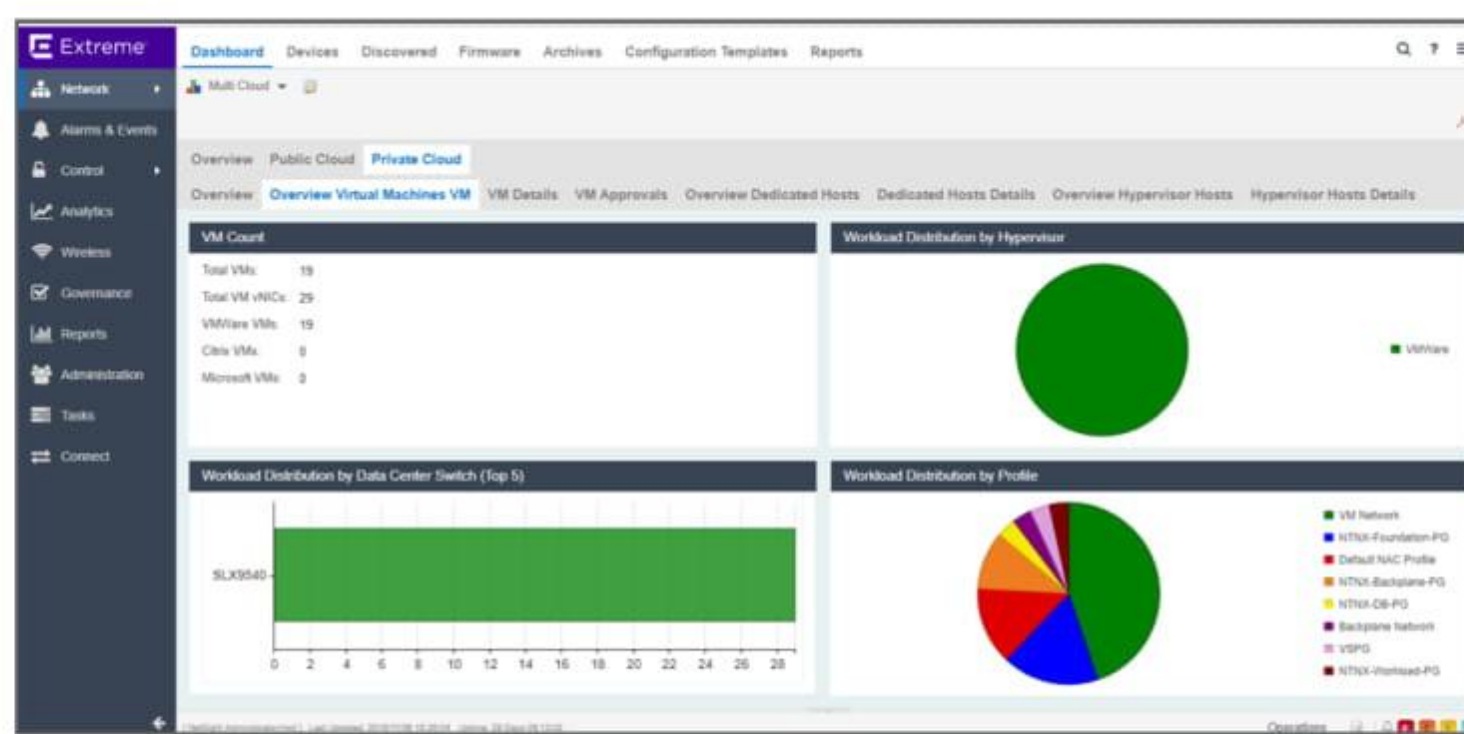 Extreme
Dashboard Devices Discovered Firmware Archives Configuration Templates Reports
Network
Multi Cloud
Alarms & Events
Overview Public Cloud Private Cloud
Control
Overview Overview Virtual Machines VM VM Details VM Approvals Overview Dedicated Hosts Dedicated Hosts Details Overview Hypervisor Hosts Hypervisor Hosts Details
Analytics
Wireless
Governance
Reports
Administration
Tasks
Connect
VM Count
Total VMs: 19
Total VM vNICs: 29
VMWare VMs: 19
Citrix VMs: 0
Microsoft VMs: 0
Workload Distribution by Hypervisor
VMWare
Workload Distribution by Data Center Switch (Top 5)
SLX9540
0 2 4 6 8 10 12 14 16 18 20 22 24 26 28
Workload Distribution by Profile
VM Network
NTNX-Foundation-PG
Default NAC Profile
NTNX-Backplane-PG
NTNX-DB-PG
Backplane Network
VSPG
NTNX-Workload-PG
Operations